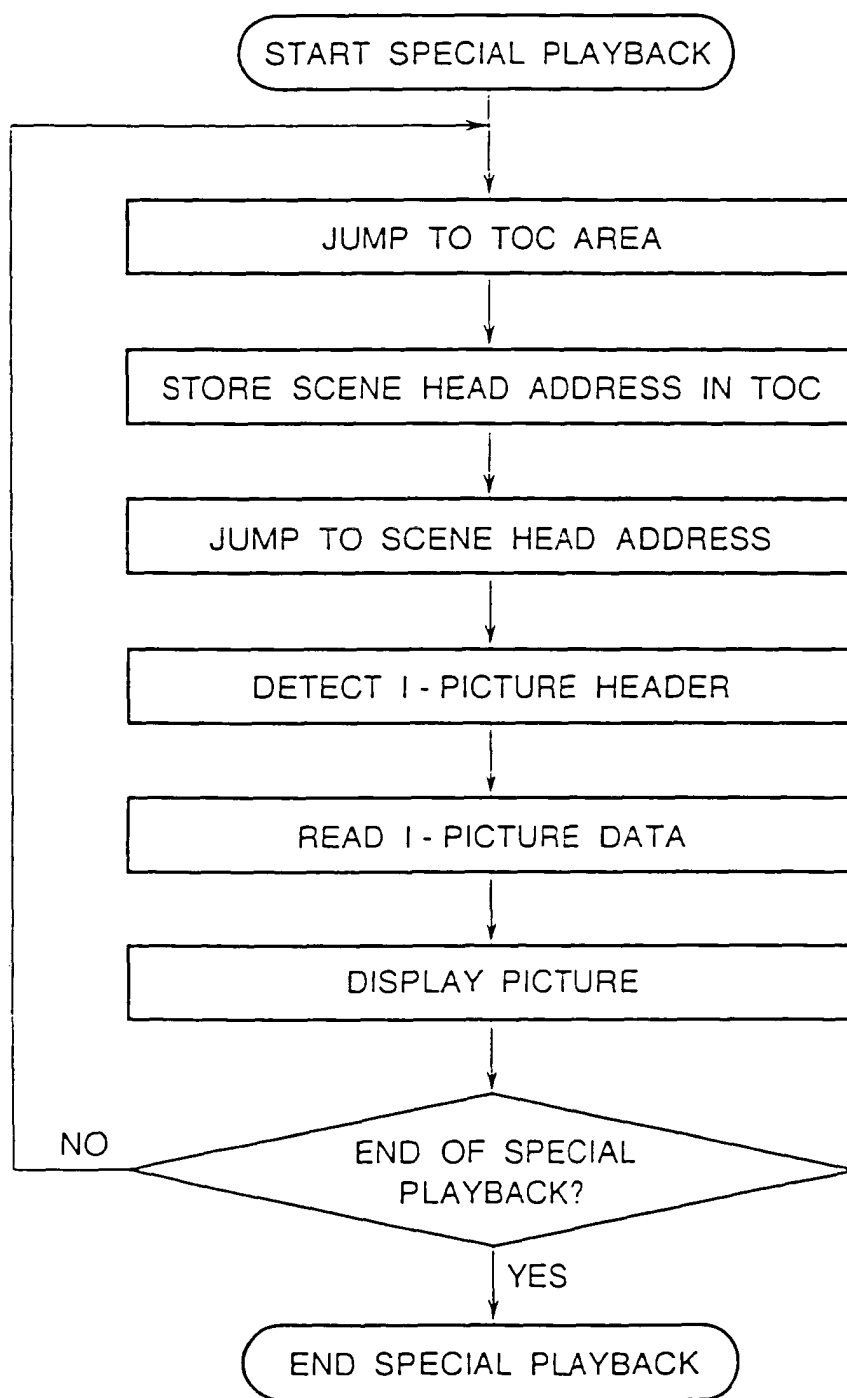 START SPECIAL PLAYBACK
JUMP TO TOC AREA
STORE SCENE HEAD ADDRESS IN TOC
JUMP TO SCENE HEAD ADDRESS
DETECT I - PICTURE HEADER
READ I - PICTURE DATA
DISPLAY PICTURE
NO
END OF SPECIAL
PLAYBACK?
YES
END SPECIAL PLAYBACK